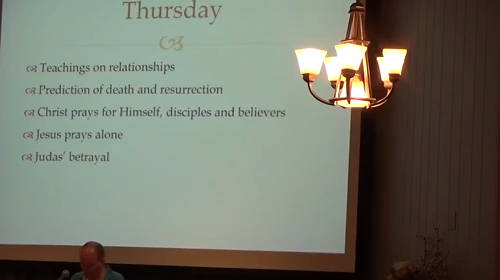 Thursday
Teachings on relationships
Prediction of death and resurrection
Christ prays for Himself, disciples and believers
Jesus prays alone
Judas' betrayal